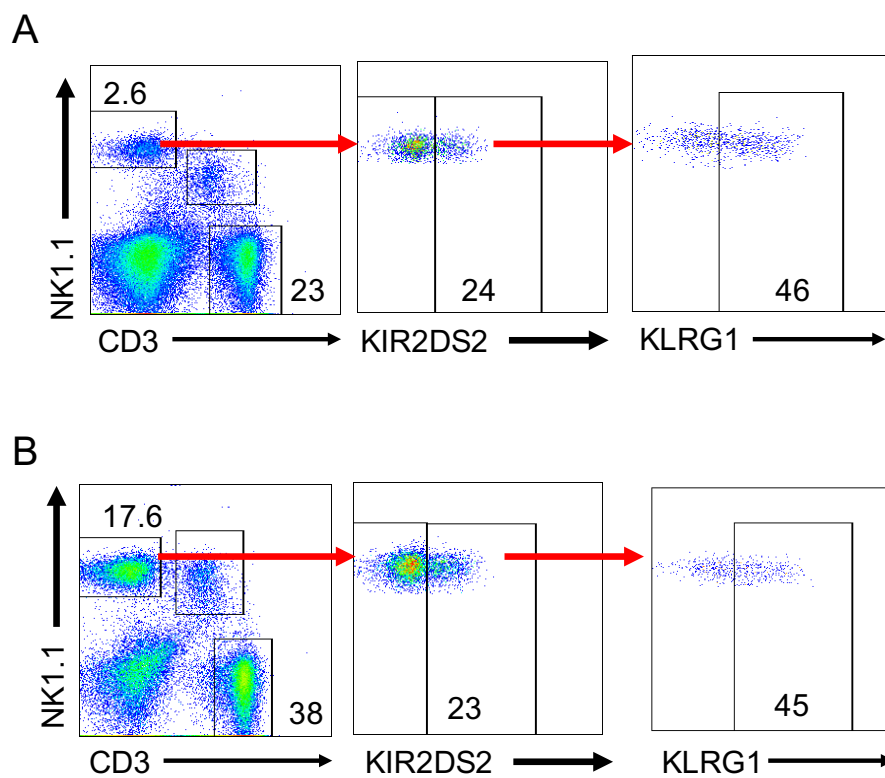 A
2.6
23
24
46
NK1.1
CD3
KIR2DS2
KLRG1
B
17.6
38
23
45
NK1.1
CD3
KIR2DS2
KLRG1